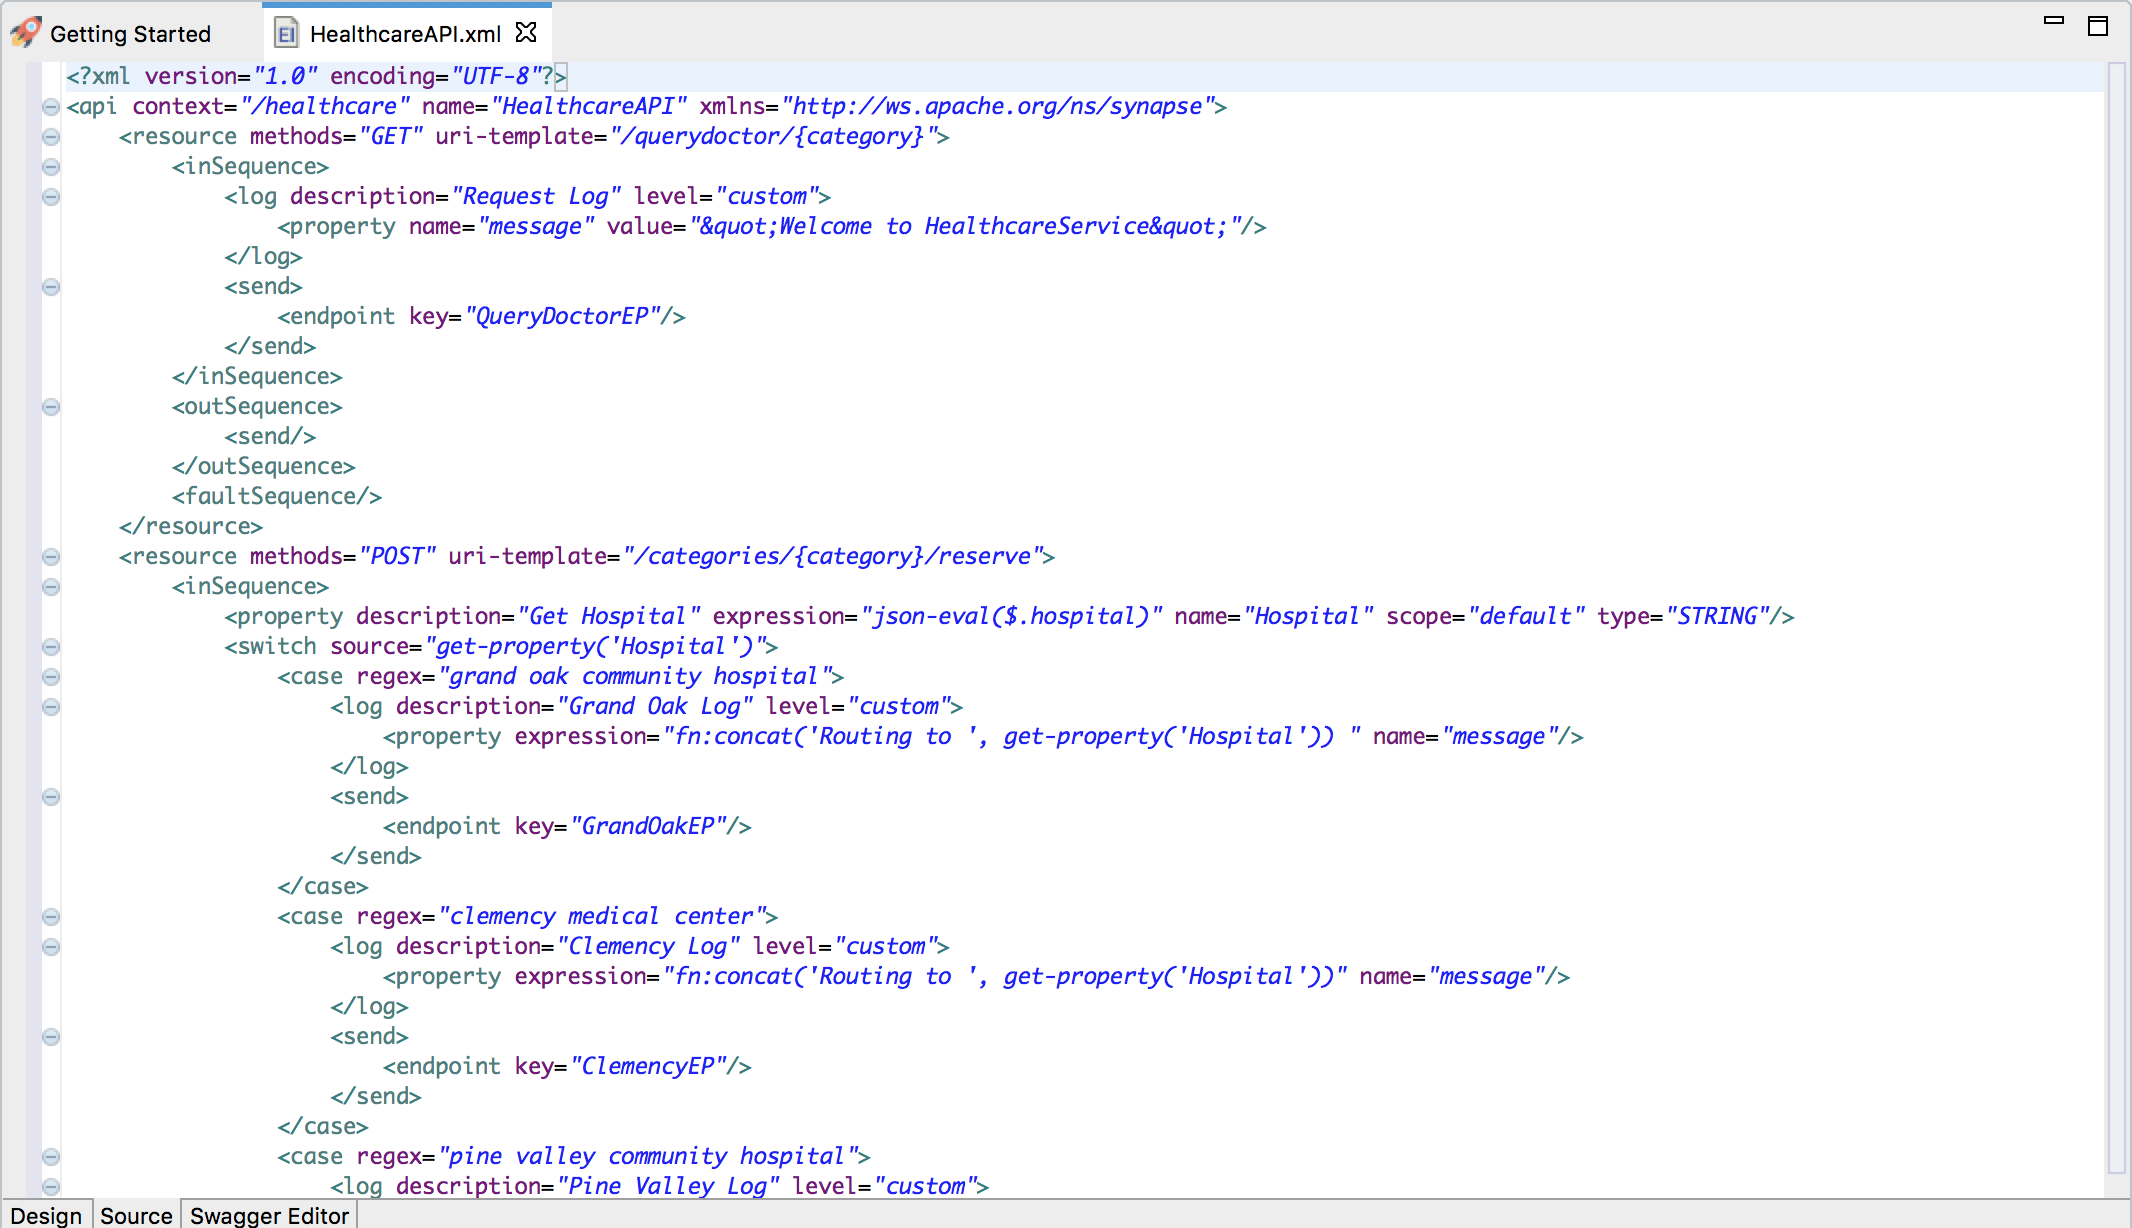 Getting Started
HealthcareAPI.xml
<?xml version="1.0" encoding="UTF-8"?>
<api context="/healthcare" name="HealthcareAPI" xmlns="http://ws.apache.org/ns/synapse">
<resource methods="GET" uri-template="/querydoctor/{category}">
<inSequence>
<log description="Request Log" level="custom">
<property name="message" value="&quot;Welcome to HealthcareService&quot;"/>
</log>
<send>
<endpoint key="QueryDoctorEP"/>
</send>
</inSequence>
<outSequence>
<send/>
</outSequence>
<faultSequence/>
</resource>
<resource methods="POST" uri-template="/categories/{category}/reserve">
<inSequence>
<property description="Get Hospital" expression="json-eval($.hospital)" name="Hospital" scope="default" type="STRING"/>
<switch source="get-property('Hospital')">
<case regex="grand oak community hospital">
<log description="Grand Oak Log" level="custom">
<property expression="fn:concat('Routing to ', get-property('Hospital')) " name="message"/>
</log>
<send>
<endpoint key="GrandOakEP"/>
</send>
</case>
<case regex="clemency medical center">
<log description="Clemency Log" level="custom">
<property expression="fn:concat('Routing to ', get-property('Hospital'))" name="message"/>
</log>
<send>
<endpoint key="ClemencyEP"/>
</send>
</case>
<case regex="pine valley community hospital">
<log description="Pine Valley Log" level="custom">
Design Source Swagger Editor